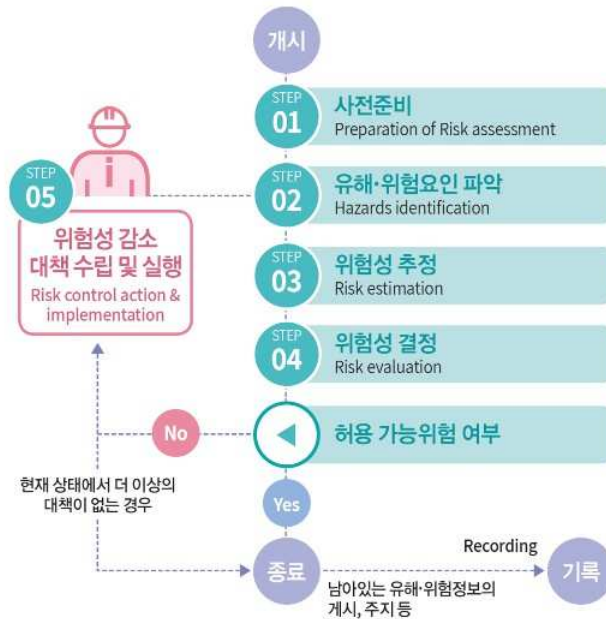 개시
STEP
01
사전준비
Preparation of Risk assessment
STEP
02
유해·위험요인 파악
Hazards identification
STEP
05
위험성 감소
대책 수립 및 실행
Risk control action &
implementation
STEP
03
위험성 추정
Risk estimation
STEP
04
위험성 결정
Risk evaluation
No
허용 가능위험 여부
현재 상태에서 더 이상의
대책이 없는 경우
Yes
종료
Recording
남아있는 유해·위험정보의
게시, 주지 등
기록